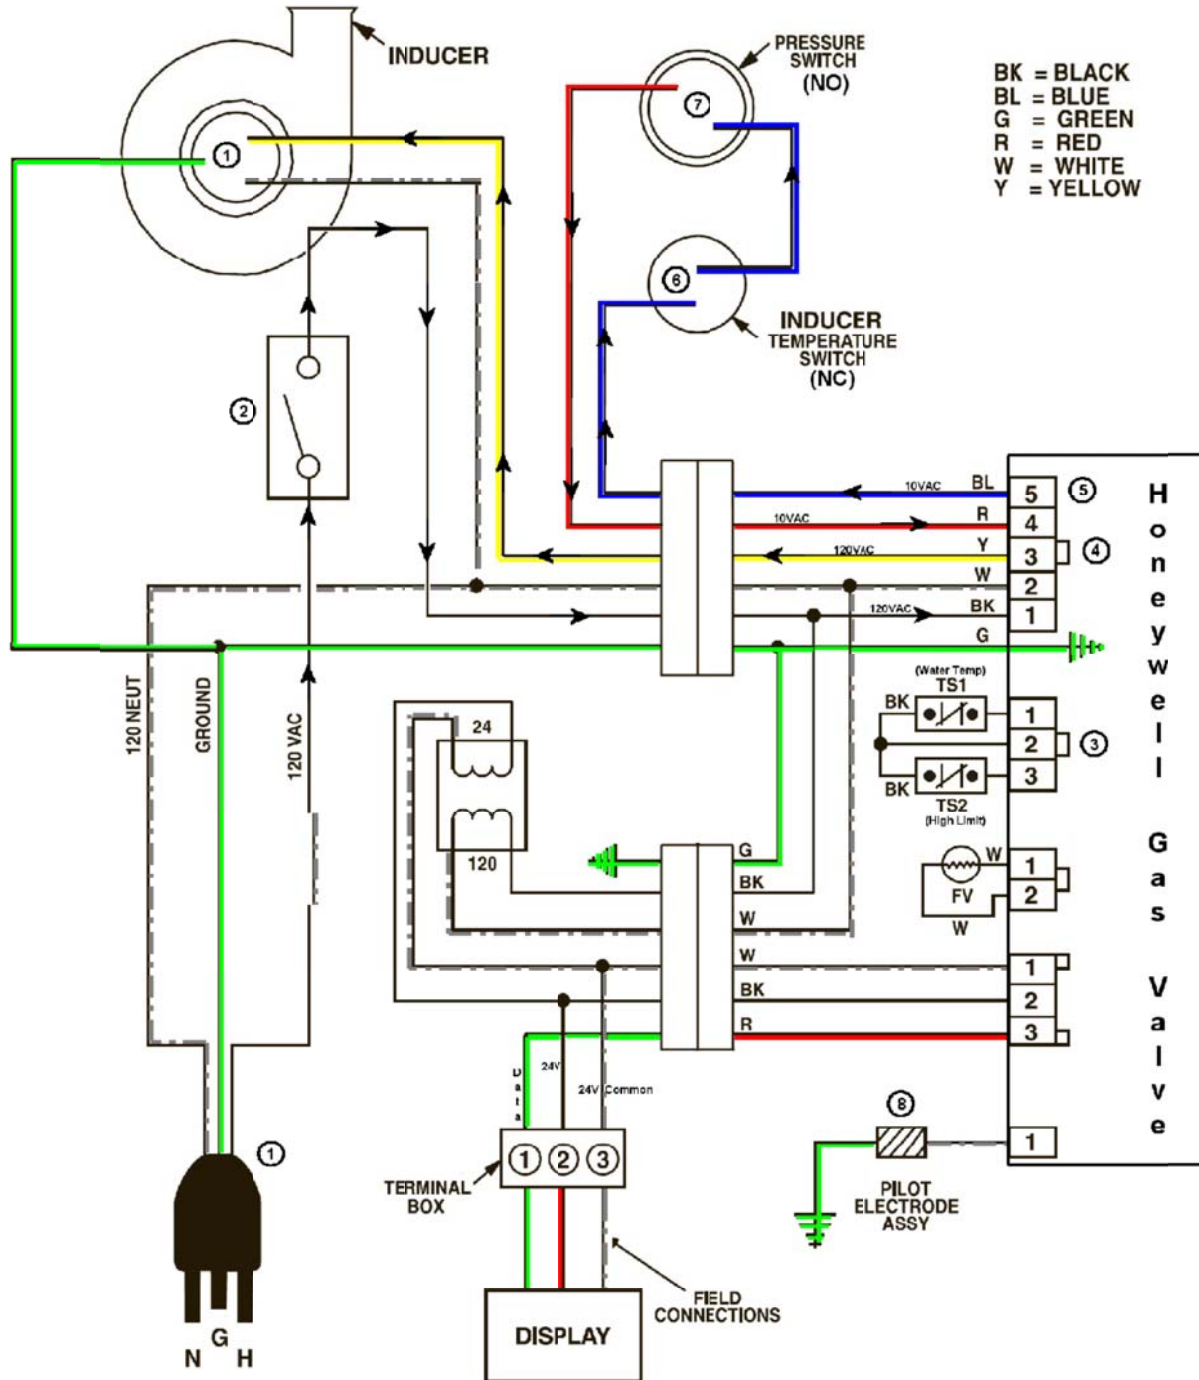 INDUCER
PRESSURE
SWITCH
(NO)
BK = BLACK
BL = BLUE
G = GREEN
R = RED
W = WHITE
Y = YELLOW
7
1
6
INDUCER
TEMPERATURE
SWITCH
(NC)
2
10VAC BL 5 5
10VAC R 4
120VAC Y 3 4
W 2
120VAC BK 1
G
120 NEUT
GROUND
120 VAC
24
120
(Water Temp)
TS1
BK 1
2 3
BK 3
TS2
(High Limit)
W 1
FV 2
W
G
BK
W
W 1
BK 2
R 3
Data
24V
24V Common
1 2 3
TERMINAL
BOX
8
1
PILOT
ELECTRODE
ASSY
1
FIELD
CONNECTIONS
DISPLAY
N G H
Honeywell Gas Valve